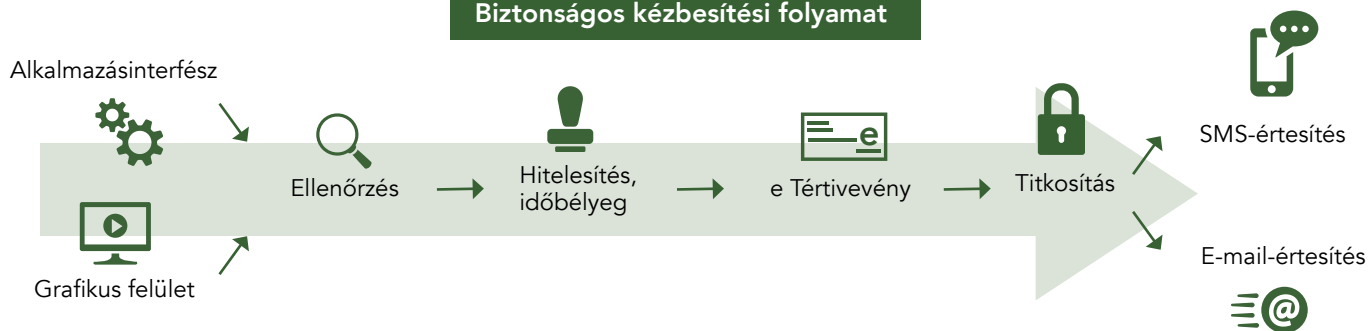 Biztonságos kézbesítési folyamat
Alkalmazásinterfész
Grafikus felület
Ellenőrzés
Hitelesítés,
időbélyeg
e
e Tértivevény
Titkosítás
SMS-értesítés
E-mail-értesítés
@